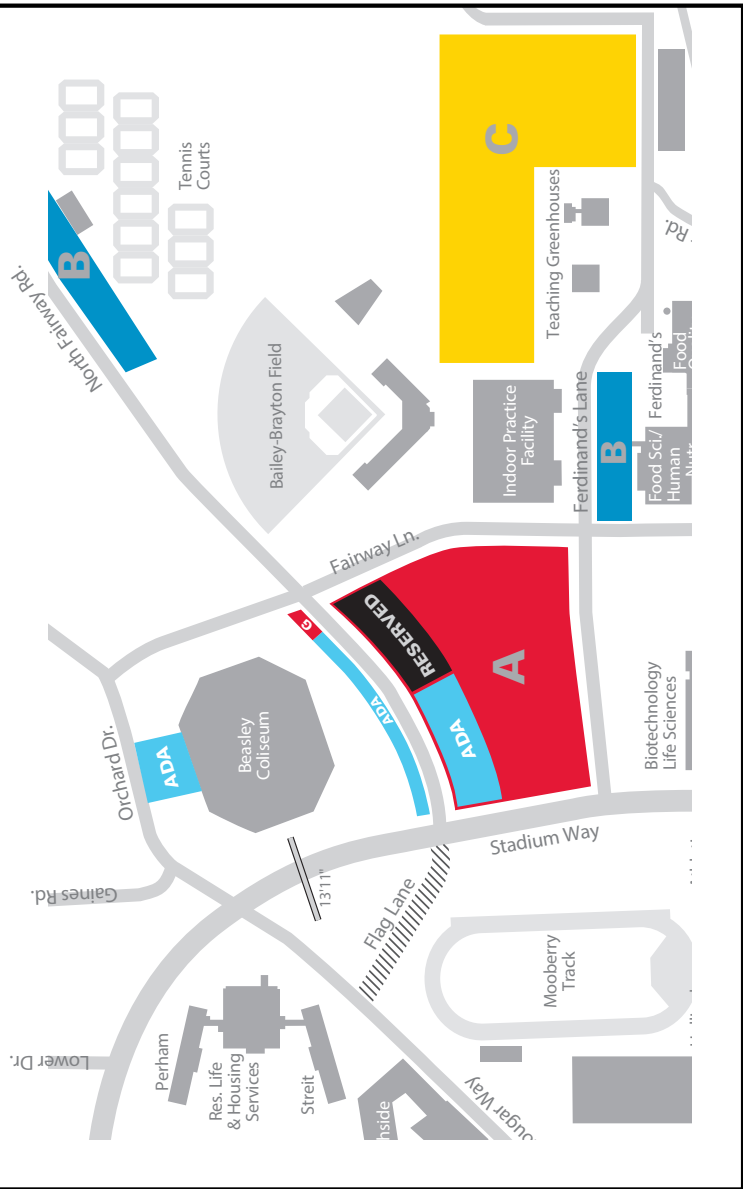 Tennis
Courts
C
B
Teaching Greenhouses
Rd.
North Fairway Rd.
Bailey-Brayton Field
Indoor Practice
Facility
Ferdinand's Lane
B
Ferdinand's
Food
Food Sci./
Human
Fairway Ln.
RESERVED
G
A
ADA
ADA
ADA
Beasley
Coliseum
Orchard Dr.
Biotechnology
Life Sciences
Stadium Way
13'11"
Gaines Rd.
Flag Lane
Mooberry
Track
Lower Dr.
Perham
Res. Life
& Housing
Services
Streit
hside
ougar Way